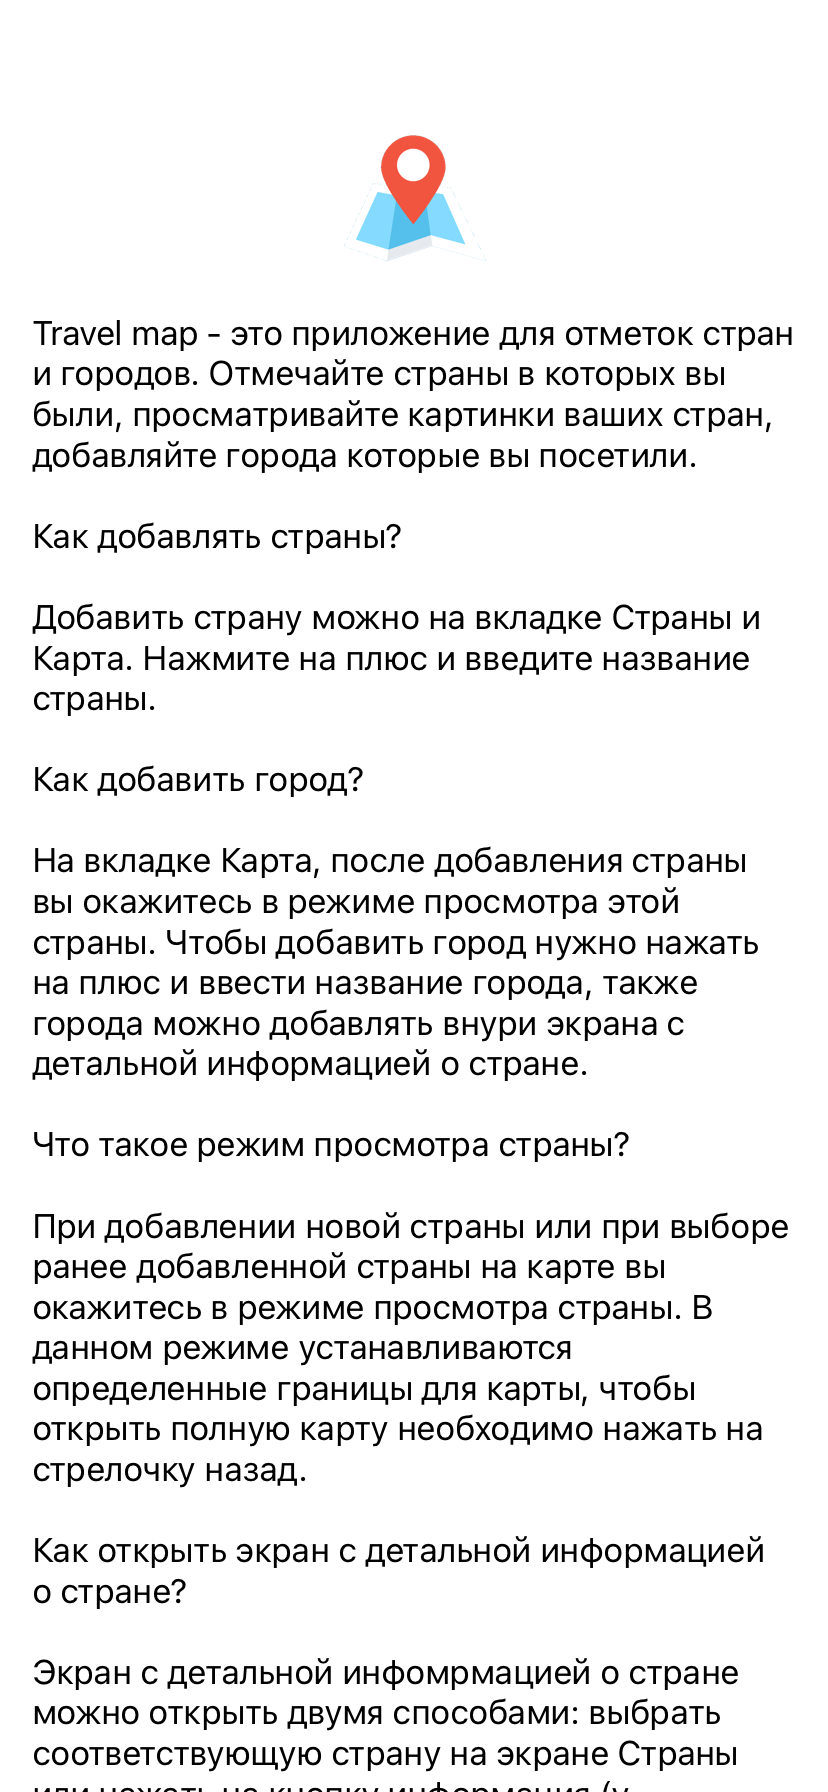 Travel map - это приложение для отметок стран
и городов. Отмечайте страны в которых вы
были, просматривайте картинки ваших стран,
добавляйте города которые вы посетили.
Как добавлять страны?
Добавить страну можно на вкладке Страны и
Карта. Нажмите на плюс и введите название
страны.
Как добавить город?
На вкладке Карта, после добавления страны
вы окажитесь в режиме просмотра этой
страны. Чтобы добавить город нужно нажать
на плюс и ввести название города, также
города можно добавлять внури экрана с
детальной информацией о стране.
Что такое режим просмотра страны?
При добавлении новой страны или при выборе
ранее добавленной страны на карте вы
окажитесь в режиме просмотра страны. В
данном режиме устанавливаются
определенные границы для карты, чтобы
открыть полную карту необходимо нажать на
стрелочку назад.
Как открыть экран с детальной информацией
о стране?
Экран с детальной инфомрмацией о стране
можно открыть двумя способами: выбрать
соответствующую страну на экране Страны
или нажать на кнопку информация (у